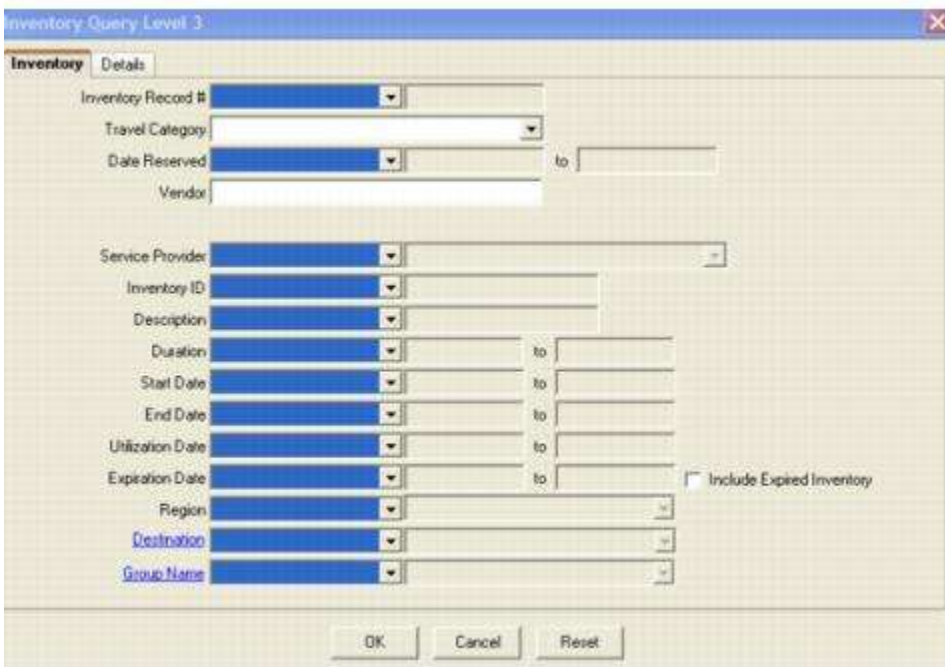 Inventory Query Level 3
Inventory Details
Inventory Record #
Travel Category
Date Reserved to
Vendor
Service Provider
Inventory ID
Description
Duration to
Start Date to
End Date to
Utilization Date to
Expiration Date to Include Expired Inventory
Region
Destination
Group Name
OK Cancel Reset